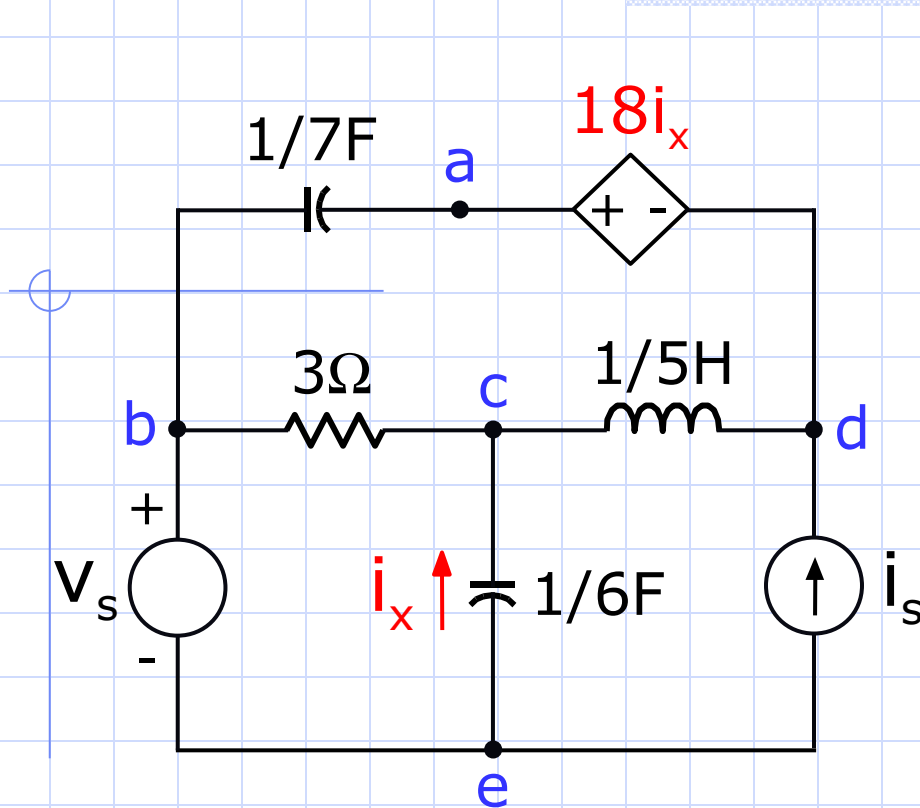 18iₓ
1/7F
a
+ -
3Ω
1/5H
b
c
d
+
vₛ
iₓ
1/6F
iₛ
-
e